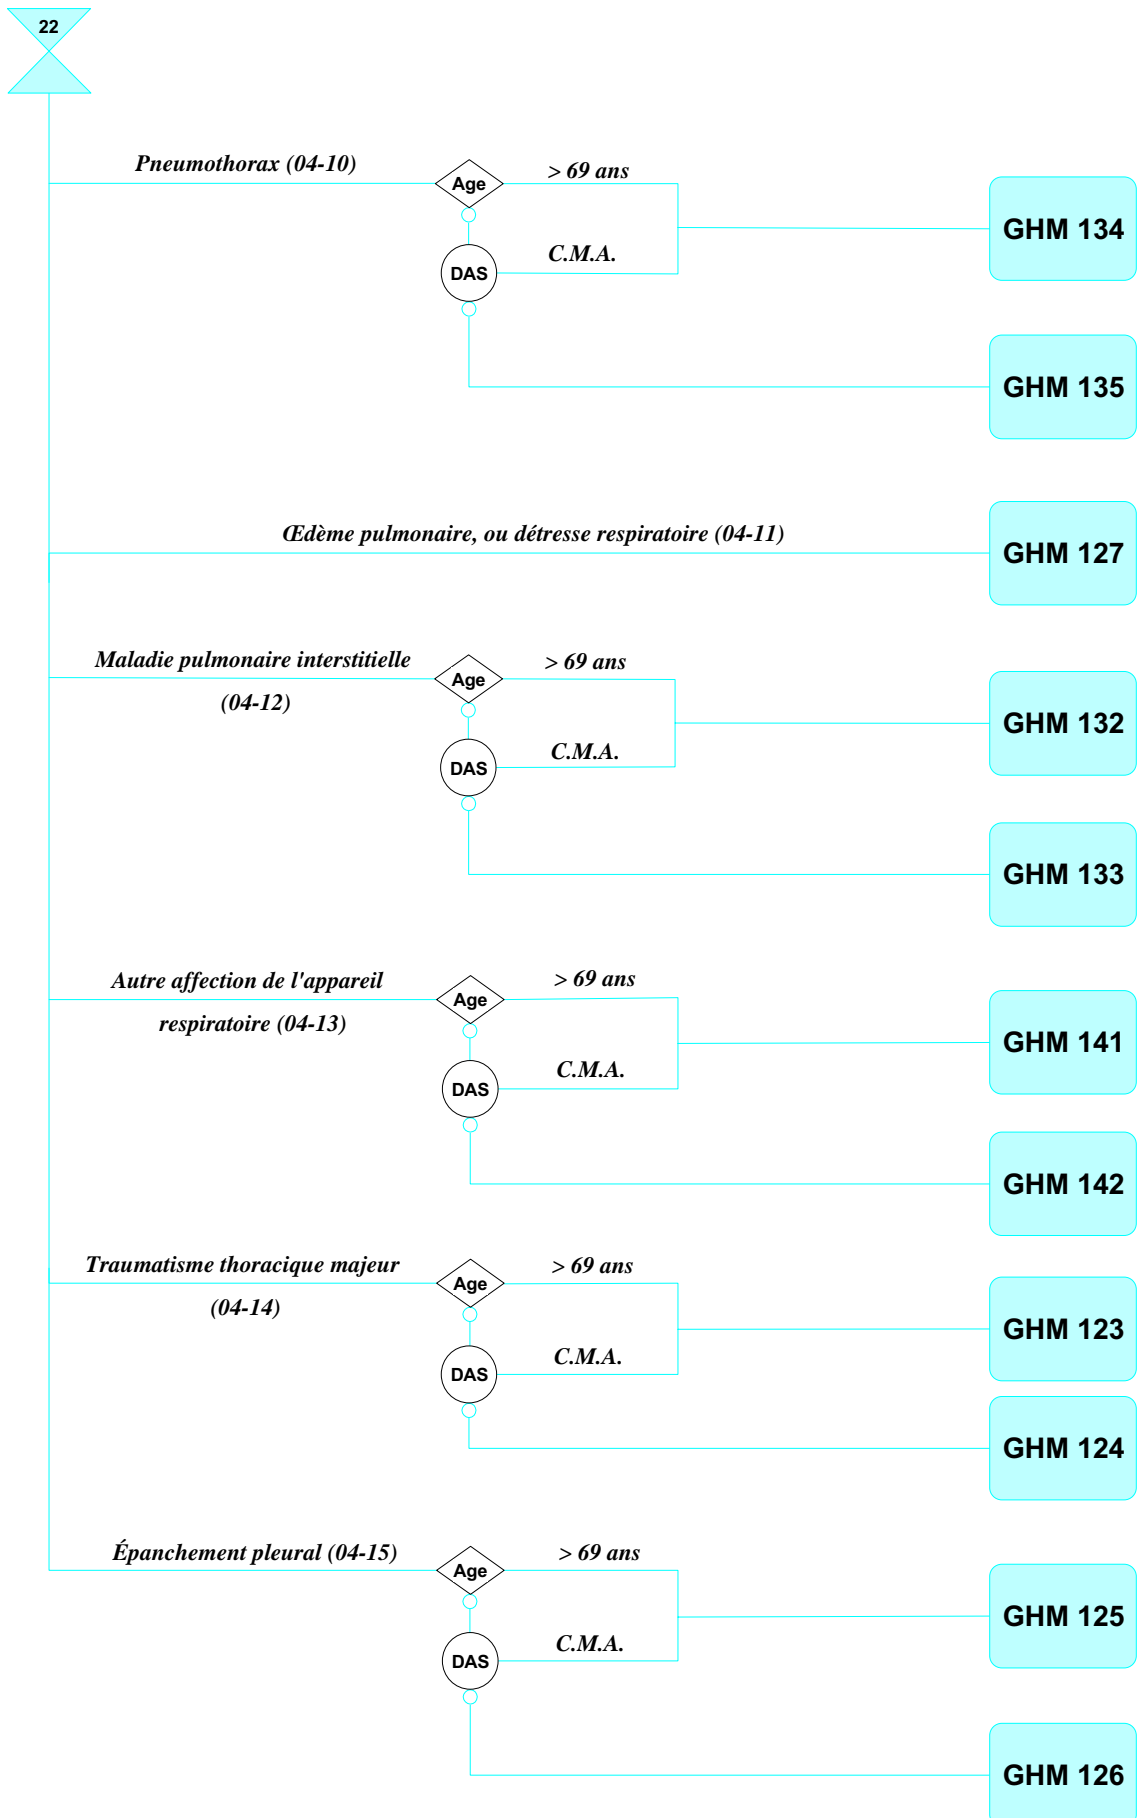 22
Pneumothorax (04-10)
Age
> 69 ans
GHM 134
DAS
C.M.A.
GHM 135
Œdème pulmonaire, ou détresse respiratoire (04-11)
GHM 127
Maladie pulmonaire interstitielle
(04-12)
Age
> 69 ans
GHM 132
DAS
C.M.A.
GHM 133
Autre affection de l'appareil
respiratoire (04-13)
Age
> 69 ans
GHM 141
DAS
C.M.A.
GHM 142
Traumatisme thoracique majeur
(04-14)
Age
> 69 ans
GHM 123
DAS
C.M.A.
GHM 124
Épanchement pleural (04-15)
Age
> 69 ans
GHM 125
DAS
C.M.A.
GHM 126